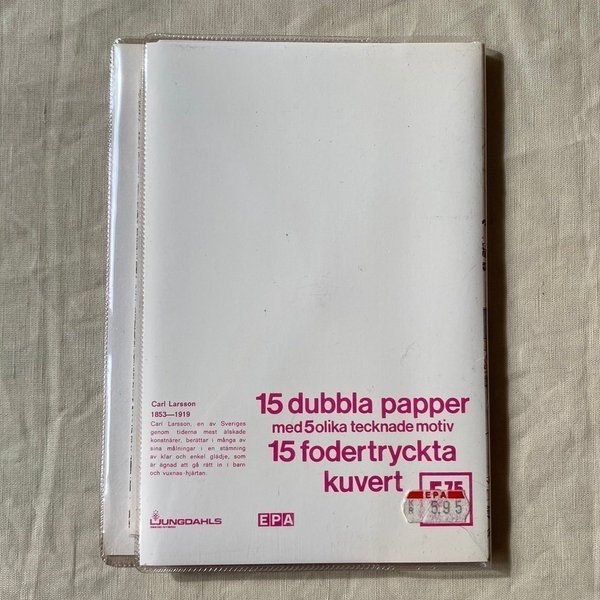 Carl Larsson
1853—1919
Carl Larsson, en av Sveriges
genom tiderna mest älskade
konstnärer, berättar i många av
sina målningar i en stämning
av klar och enkel glädje, som
är ägnad att gå rätt in i barn
och vuxnas hjärtan.
15 dubbla papper
med 5 olika tecknade motiv
15 fodertryckta
kuvert
5.75
EPA
KR 5.95
LJUNGDAHLS
EPA